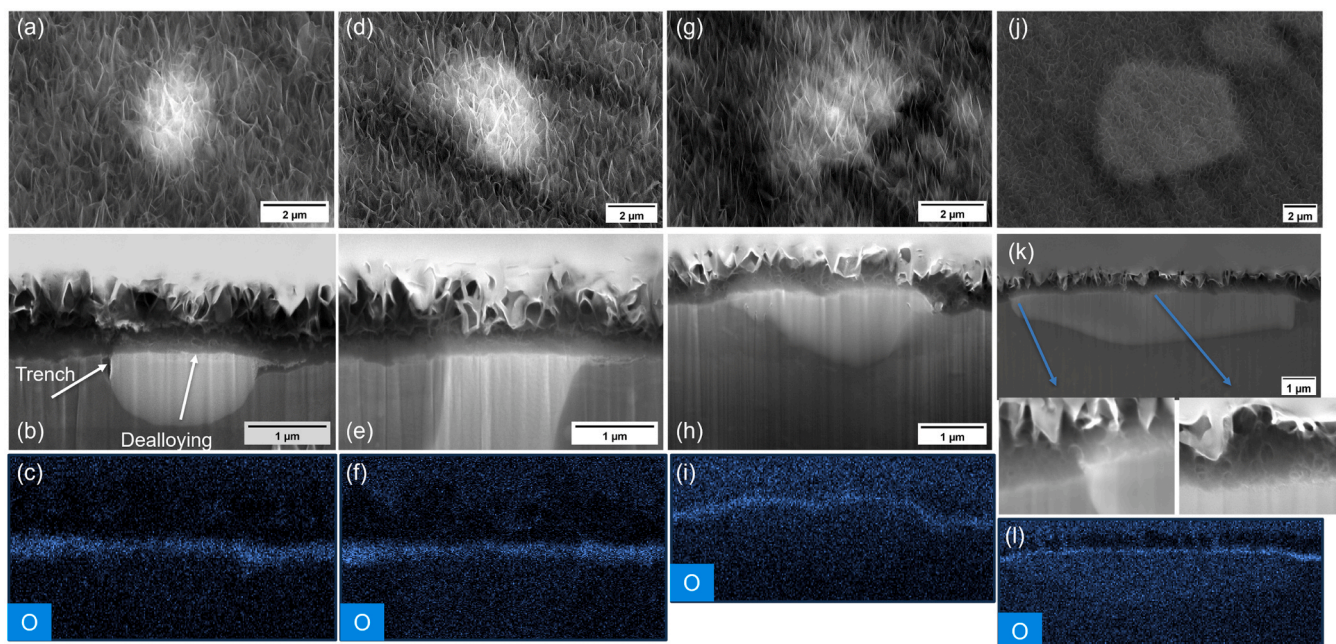 (a)
(d)
(g)
(j)
2 µm
2 µm
2 µm
2 µm
Trench
Dealloying
(b)
1 µm
(e)
1 µm
(h)
1 µm
(k)
1 µm
(c)
O
(f)
O
(i)
O
(l)
O